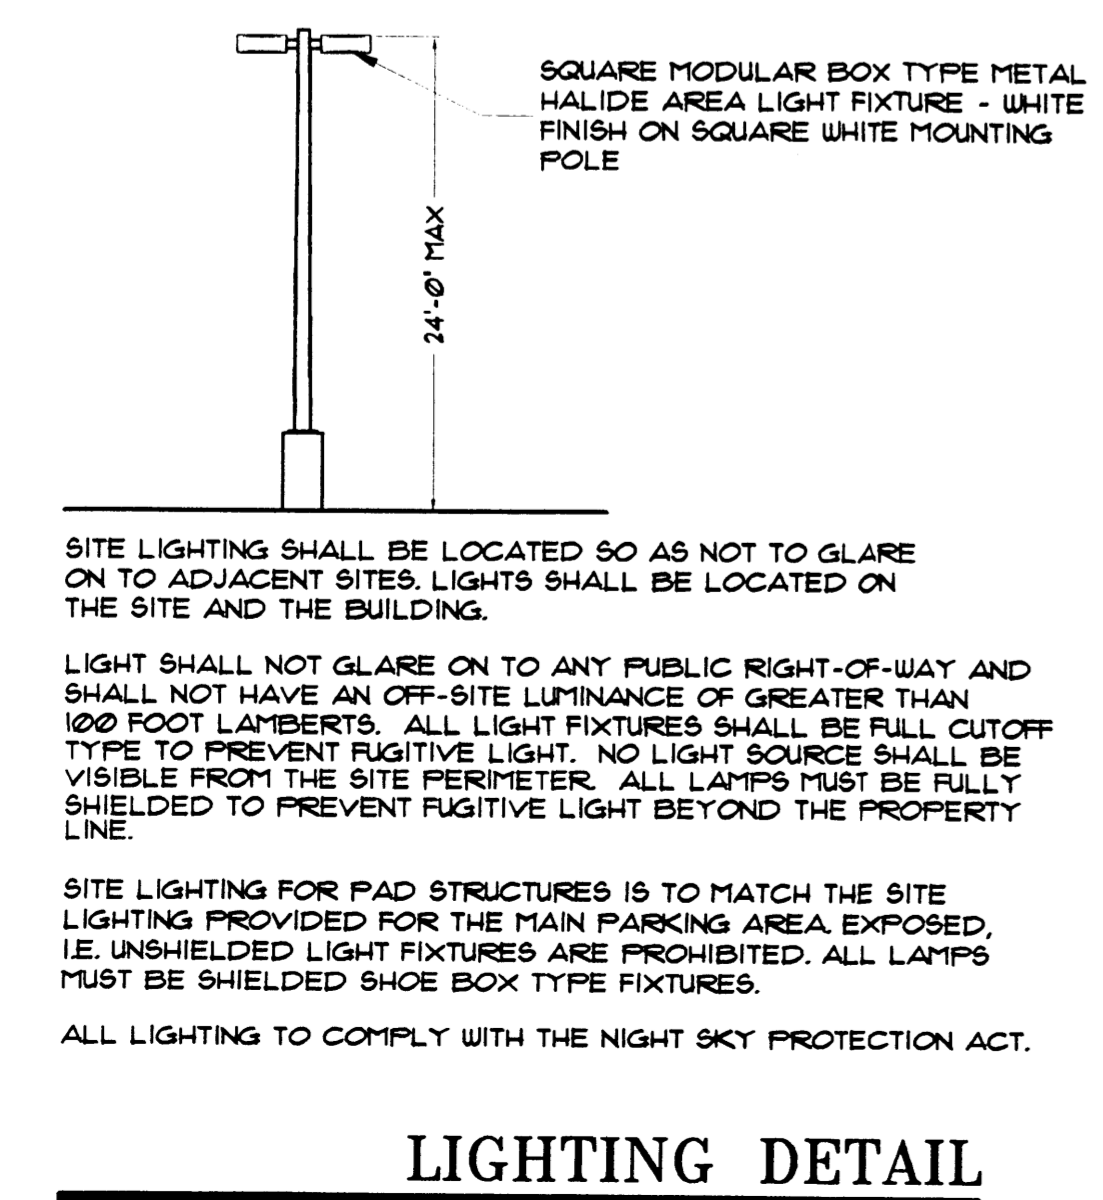 SQUARE MODULAR BOX TYPE METAL
HALIDE AREA LIGHT FIXTURE - WHITE
FINISH ON SQUARE WHITE MOUNTING
POLE
24'-0' MAX
SITE LIGHTING SHALL BE LOCATED SO AS NOT TO GLARE
ON TO ADJACENT SITES. LIGHTS SHALL BE LOCATED ON
THE SITE AND THE BUILDING.
LIGHT SHALL NOT GLARE ON TO ANY PUBLIC RIGHT-OF-WAY AND
SHALL NOT HAVE AN OFF-SITE LUMINANCE OF GREATER THAN
100 FOOT LAMBERTS. ALL LIGHT FIXTURES SHALL BE FULL CUTOFF
TYPE TO PREVENT FUGITIVE LIGHT. NO LIGHT SOURCE SHALL BE
VISIBLE FROM THE SITE PERIMETER. ALL LAMPS MUST BE FULLY
SHIELDED TO PREVENT FUGITIVE LIGHT BEYOND THE PROPERTY
LINE.
SITE LIGHTING FOR PAD STRUCTURES IS TO MATCH THE SITE
LIGHTING PROVIDED FOR THE MAIN PARKING AREA. EXPOSED,
I.E. UNSHIELDED LIGHT FIXTURES ARE PROHIBITED. ALL LAMPS
MUST BE SHIELDED SHOE BOX TYPE FIXTURES.
ALL LIGHTING TO COMPLY WITH THE NIGHT SKY PROTECTION ACT.
LIGHTING DETAIL